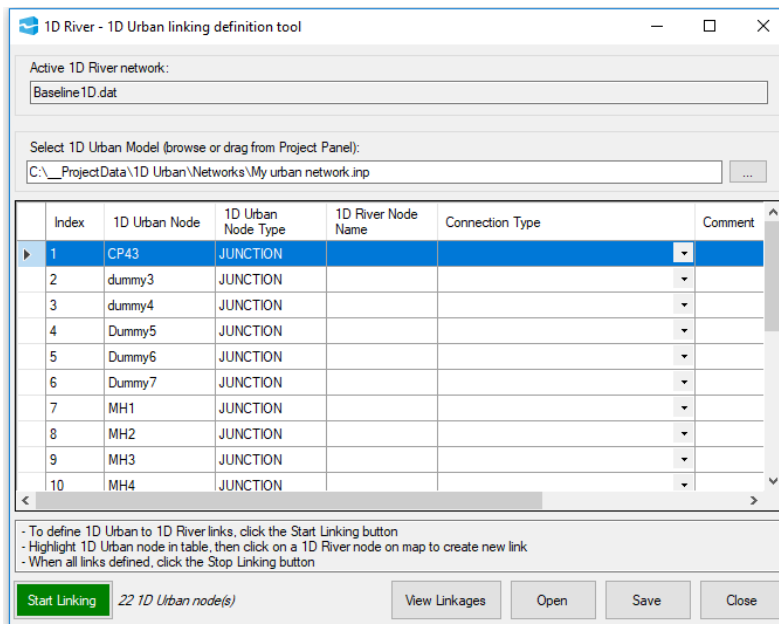 1D River - 1D Urban linking definition tool
Active 1D River network:
Baseline1D.dat
Select 1D Urban Model (browse or drag from Project Panel):
C:\__ProjectData\1D Urban\Networks\My urban network.inp
...
Index 1D Urban Node 1D Urban Node Type 1D River Node Name Connection Type Comment
1 CP43 JUNCTION
2 dummy3 JUNCTION
3 dummy4 JUNCTION
4 Dummy5 JUNCTION
5 Dummy6 JUNCTION
6 Dummy7 JUNCTION
7 MH1 JUNCTION
8 MH2 JUNCTION
9 MH3 JUNCTION
10 MH4 JUNCTION
- To define 1D Urban to 1D River links, click the Start Linking button
- Highlight 1D Urban node in table, then click on a 1D River node on map to create new link
- When all links defined, click the Stop Linking button
Start Linking 22 1D Urban node(s) View Linkages Open Save Close